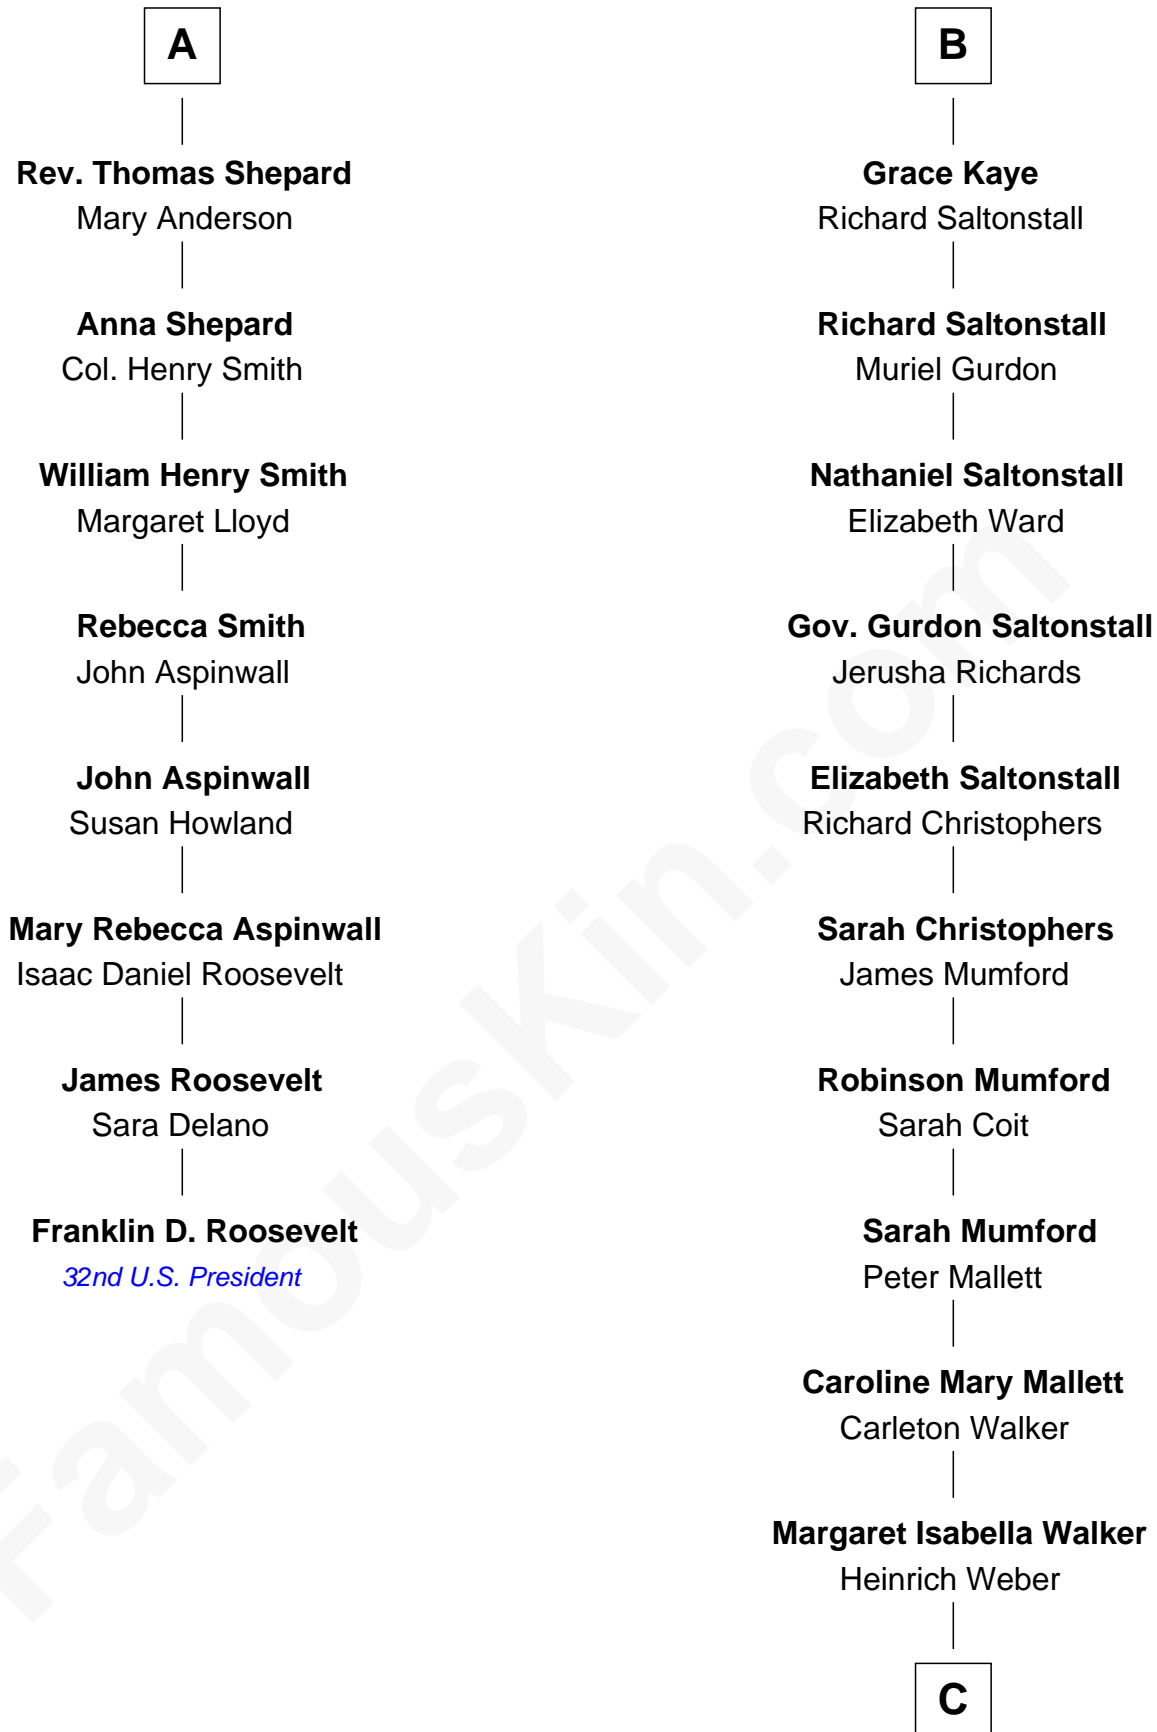 A
Rev. Thomas Shepard
Mary Anderson
Anna Shepard
Col. Henry Smith
William Henry Smith
Margaret Lloyd
Rebecca Smith
John Aspinwall
John Aspinwall
Susan Howland
Mary Rebecca Aspinwall
Isaac Daniel Roosevelt
James Roosevelt
Sara Delano
Franklin D. Roosevelt
32nd U.S. President
B
Grace Kaye
Richard Saltonstall
Richard Saltonstall
Muriel Gurdon
Nathaniel Saltonstall
Elizabeth Ward
Gov. Gurdon Saltonstall
Jerusha Richards
Elizabeth Saltonstall
Richard Christophers
Sarah Christophers
James Mumford
Robinson Mumford
Sarah Coit
Sarah Mumford
Peter Mallett
Caroline Mary Mallett
Carleton Walker
Margaret Isabella Walker
Heinrich Weber
C
FamousKin.com